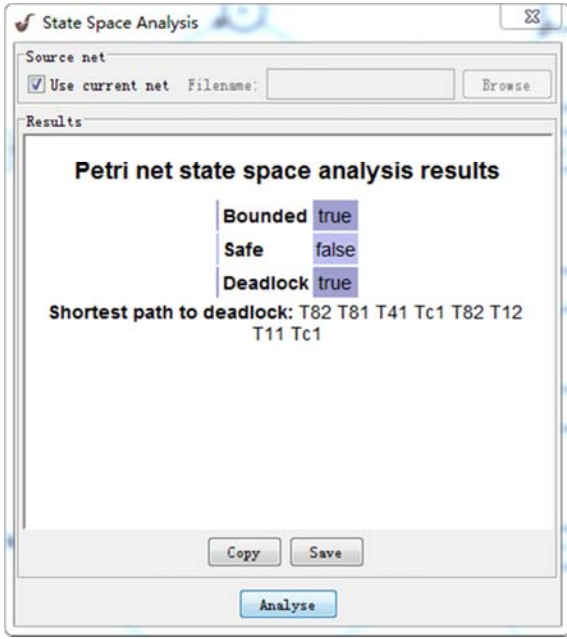 State Space Analysis
Source net
Use current net Filename: Browse
Results
Petri net state space analysis results
Bounded true
Safe false
Deadlock true
Shortest path to deadlock: T82 T81 T41 Tc1 T82 T12
T11 Tc1
Copy Save
Analyse